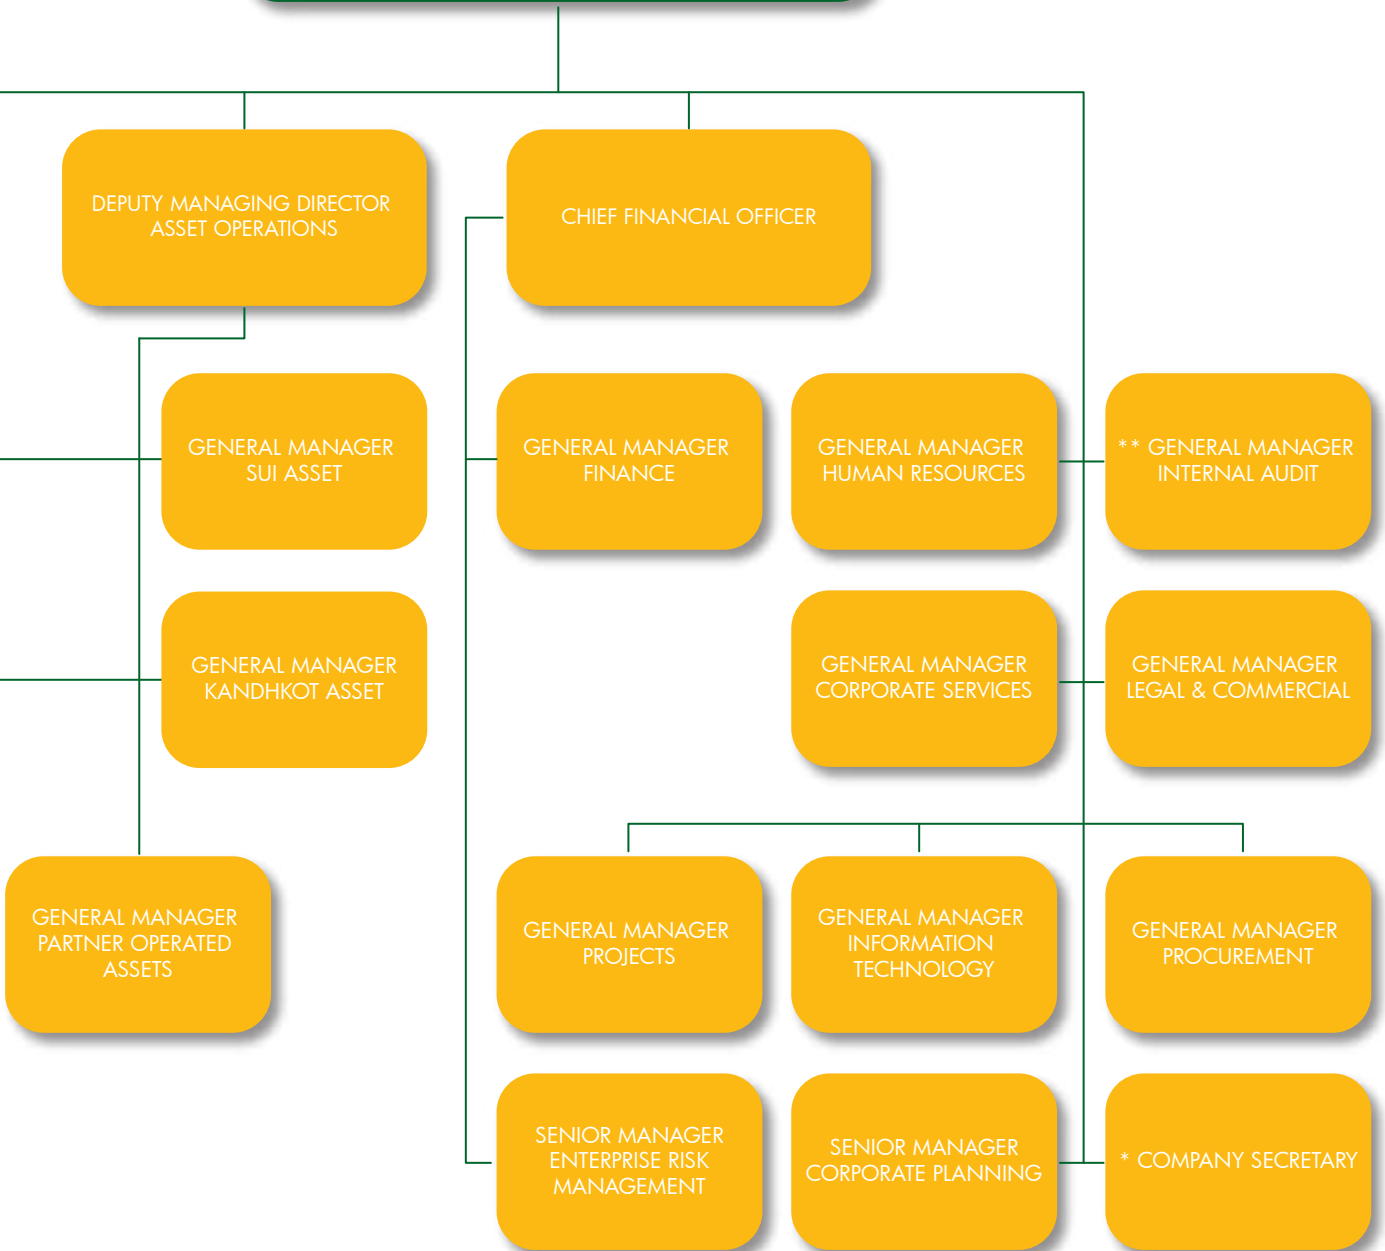 DEPUTY MANAGING DIRECTOR
ASSET OPERATIONS
CHIEF FINANCIAL OFFICER
GENERAL MANAGER
SUI ASSET
GENERAL MANAGER
FINANCE
GENERAL MANAGER
HUMAN RESOURCES
** GENERAL MANAGER
INTERNAL AUDIT
GENERAL MANAGER
KANDHKOT ASSET
GENERAL MANAGER
CORPORATE SERVICES
GENERAL MANAGER
LEGAL & COMMERCIAL
GENERAL MANAGER
PARTNER OPERATED
ASSETS
GENERAL MANAGER
PROJECTS
GENERAL MANAGER
INFORMATION
TECHNOLOGY
GENERAL MANAGER
PROCUREMENT
SENIOR MANAGER
ENTERPRISE RISK
MANAGEMENT
SENIOR MANAGER
CORPORATE PLANNING
* COMPANY SECRETARY